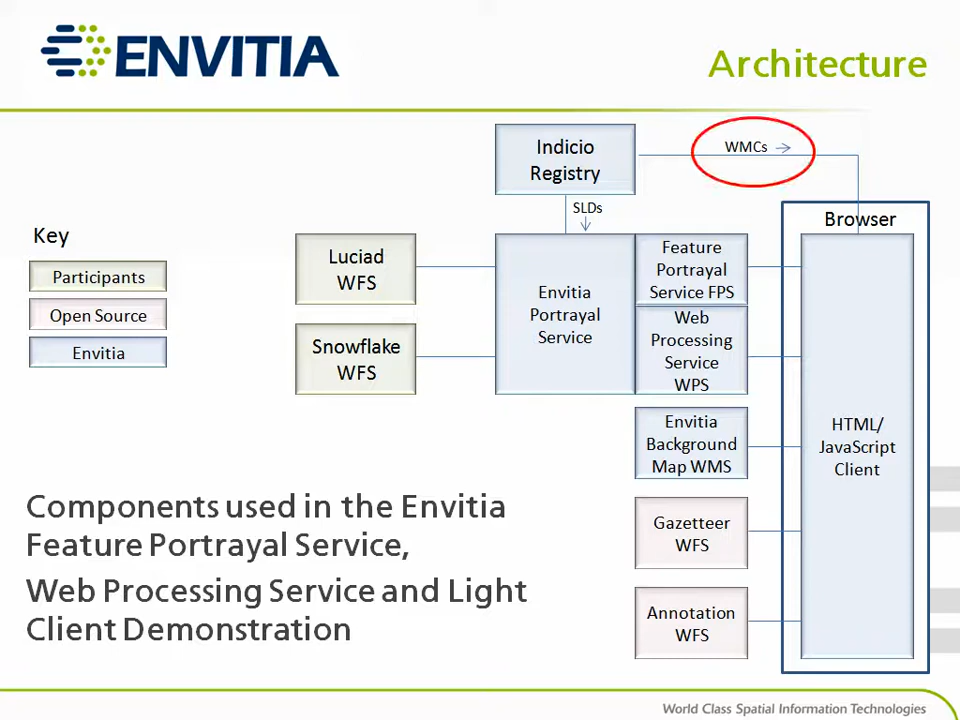 ENVITIA
Architecture
Indicio
Registry
WMCs
SLDs
Browser
Key
Participants
Open Source
Envitia
Luciad
WFS
Snowflake
WFS
Envitia
Portrayal
Service
Feature
Portrayal
Service FPS
Web
Processing
Service
WPS
Envitia
Background
Map WMS
Gazetteer
WFS
Annotation
WFS
HTML/
JavaScript
Client
Components used in the Envitia
Feature Portrayal Service,
Web Processing Service and Light
Client Demonstration
World Class Spatial Information Technologies